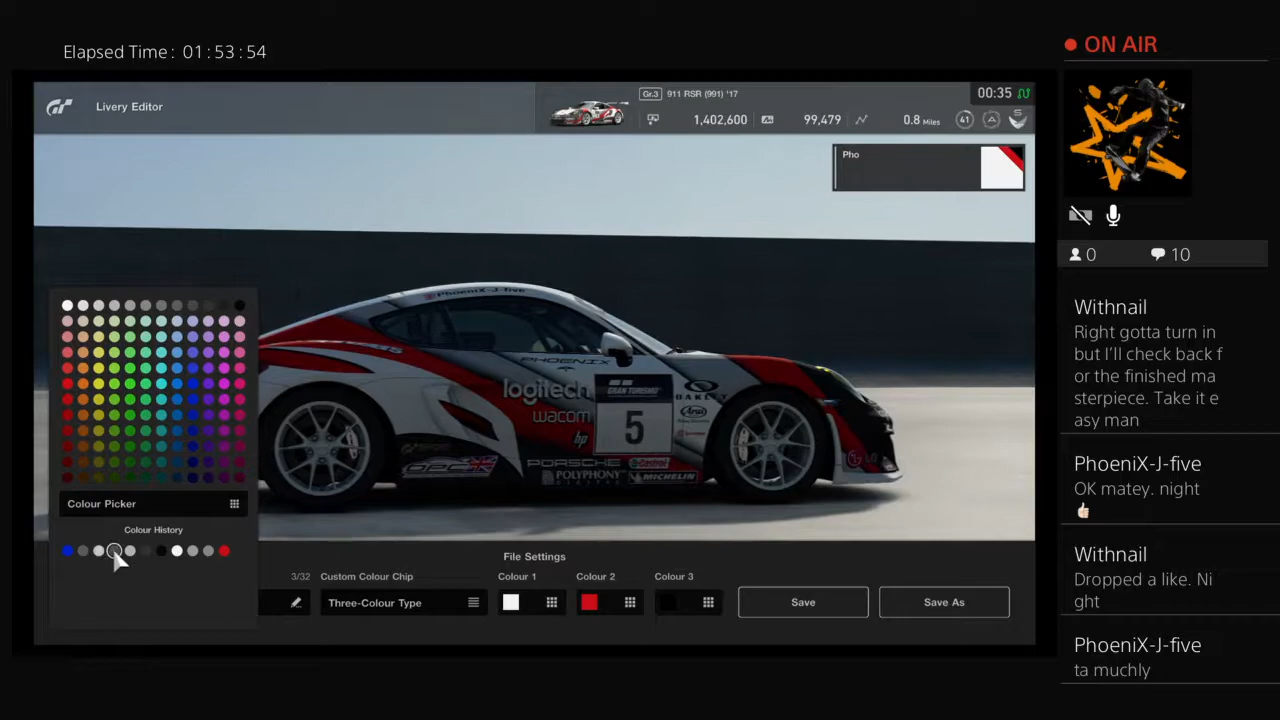 Elapsed Time: 01:53:54
ON AIR
Livery Editor
Gr.3 911 RSR (991) '17
00:35
1,402,600
99,479
0.8 Miles
41
Pho
0
10
Withnail
Right gotta turn in
but I'll check back f
or the finished ma
sterpiece. Take it e
asy man
PhoeniX-J-five
OK matey. night
👍🏻
Withnail
Dropped a like. Ni
ght
PhoeniX-J-five
ta muchly
PhoeniX-J-five
PHOENIX
logitech
GRAN TURISMO
OAKLEY
wacom
5
Arai
hp
PORSCHE
Castrol
POLYPHONY
DIGITAL
MICHELIN
LG
Colour Picker
Colour History
File Settings
3/32
Custom Colour Chip
Colour 1
Colour 2
Colour 3
Three-Colour Type
Save
Save As